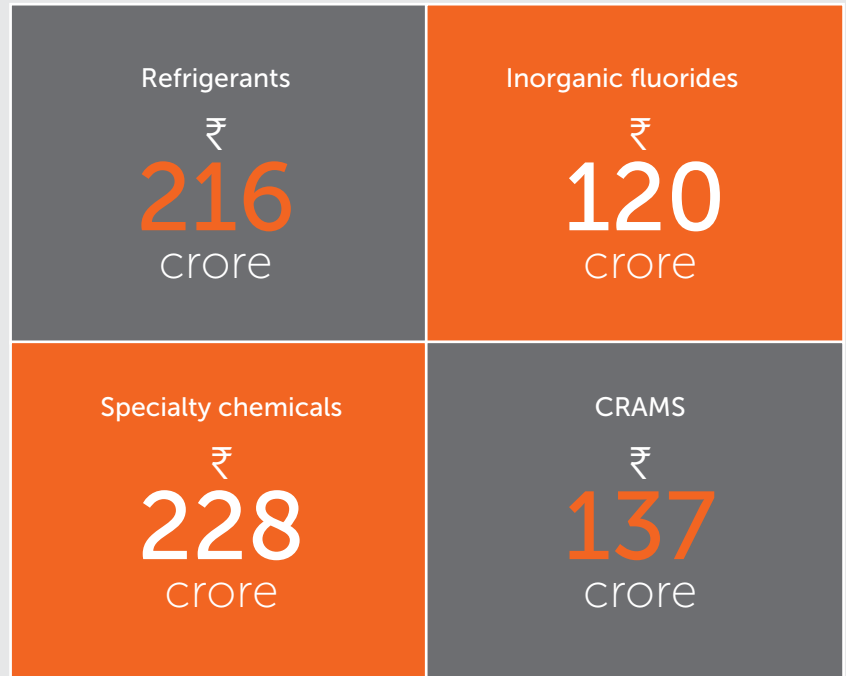 Refrigerants
₹
216
crore
Inorganic fluorides
₹
120
crore
Specialty chemicals
₹
228
crore
CRAMS
₹
137
crore